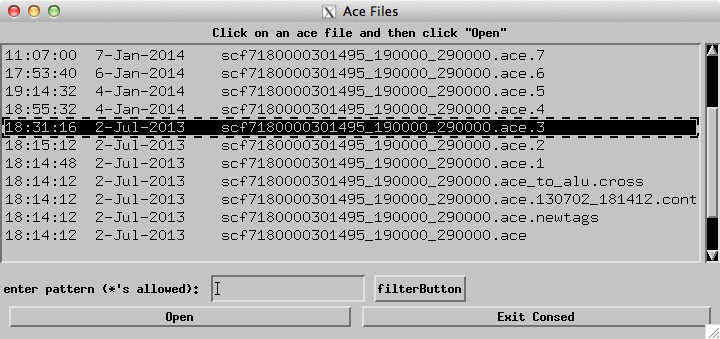 Ace Files
Click on an ace file and then click "Open"
11:07:00 7-Jan-2014 scf7180000301495_190000_290000.ace.7
17:53:40 6-Jan-2014 scf7180000301495_190000_290000.ace.6
19:14:32 4-Jan-2014 scf7180000301495_190000_290000.ace.5
18:55:32 4-Jan-2014 scf7180000301495_190000_290000.ace.4
18:31:16 2-Jul-2013 scf7180000301495_190000_290000.ace.3
18:15:12 2-Jul-2013 scf7180000301495_190000_290000.ace.2
18:14:48 2-Jul-2013 scf7180000301495_190000_290000.ace.1
18:14:12 2-Jul-2013 scf7180000301495_190000_290000.ace_to_alu.cross
18:14:12 2-Jul-2013 scf7180000301495_190000_290000.ace.130702_181412.cont
18:14:12 2-Jul-2013 scf7180000301495_190000_290000.ace.newtags
18:14:12 2-Jul-2013 scf7180000301495_190000_290000.ace
enter pattern (*'s allowed): filterButton
Open Exit Consed